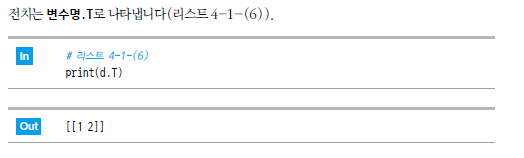 전치는 변수명.T로 나타냅니다(리스트 4-1-(6)).
In
# 리스트 4-1-(6)
print(d.T)
Out
[[1 2]]